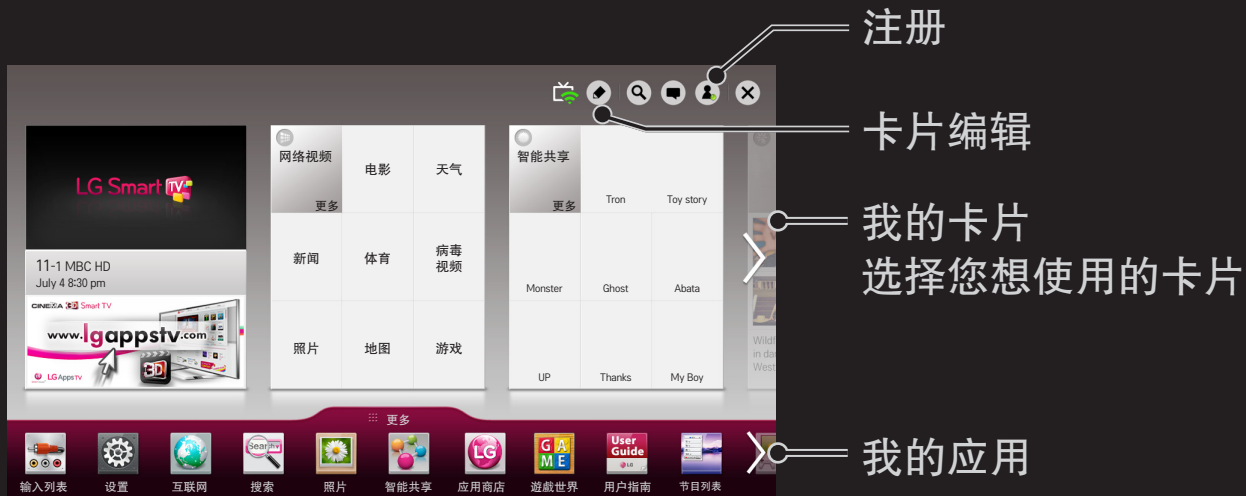 注册
卡片编辑
我的卡片
选择您想使用的卡片
我的应用
LG Smart TV
11-1 MBC HD
July 4 8:30 pm
CINEMA 3D Smart TV
www.lgappstv.com
3D
LG Apps TV
网络视频
更多
电影
天气
新闻
体育
病毒
视频
照片
地图
游戏
智能共享
更多
Tron
Toy story
Monster
Ghost
Abata
UP
Thanks
My Boy
in da
West
更多
Search
LG
GAME
User
Guide
LG
输入列表
设置
互联网
搜索
照片
智能共享
应用商店
遊戲世界
用户指南
节目列表